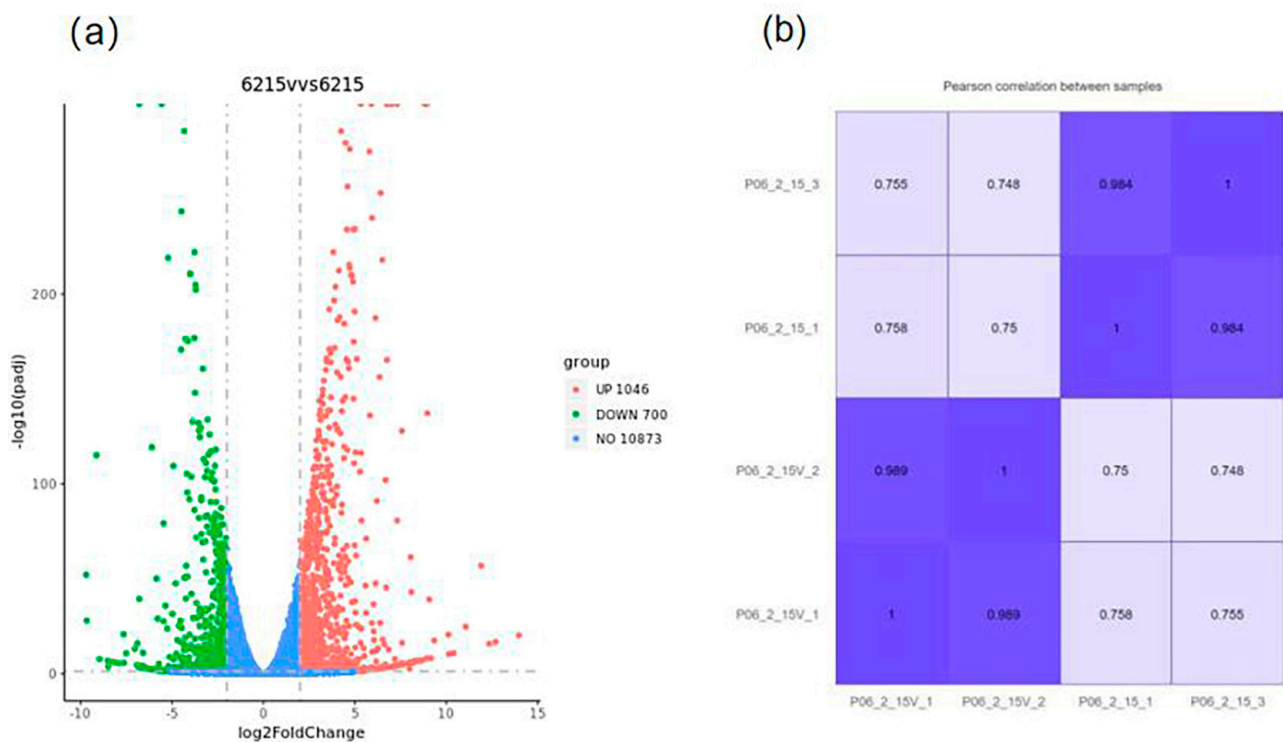 (a)
6215vvs6215
-log10(padj)
200
100
0
-10
-5
0
5
10
15
log2FoldChange
group
UP 1046
DOWN 700
NO 10873
(b)
Pearson correlation between samples
P06_2_15_3
0.755
0.748
0.984
1
P06_2_15_1
0.758
0.75
1
0.984
P06_2_15V_2
0.989
1
0.75
0.748
P06_2_15V_1
1
0.989
0.758
0.755
P06_2_15V_1
P06_2_15V_2
P06_2_15_1
P06_2_15_3